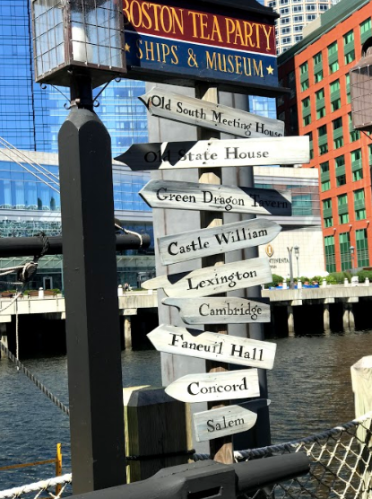 BOSTON TEA PARTY
SHIPS & MUSEUM
Old South Meeting House
Old State House
Green Dragon Tavern
Castle William
Lexington
Cambridge
Faneuil Hall
Concord
Salem